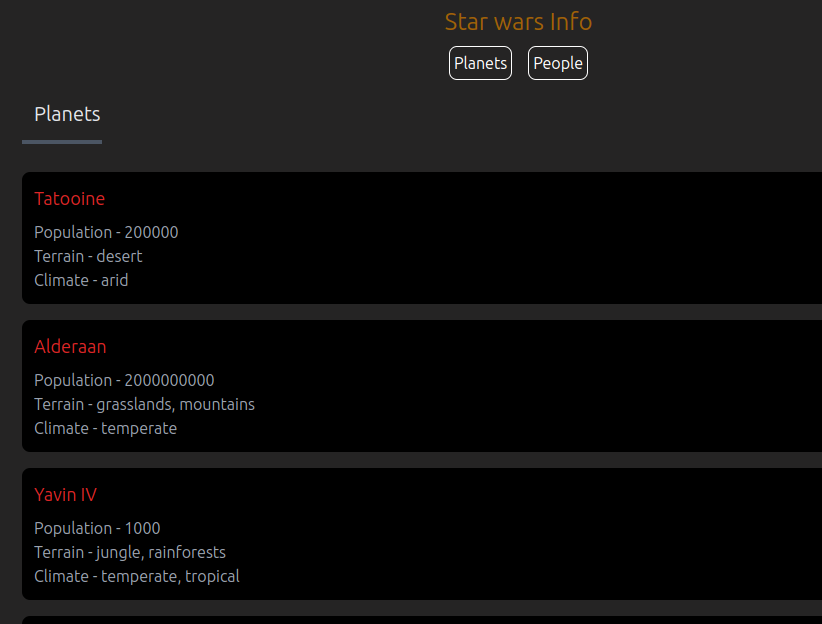 Star wars Info
Planets People
Planets
Tatooine
Population - 200000
Terrain - desert
Climate - arid
Alderaan
Population - 2000000000
Terrain - grasslands, mountains
Climate - temperate
Yavin IV
Population - 1000
Terrain - jungle, rainforests
Climate - temperate, tropical